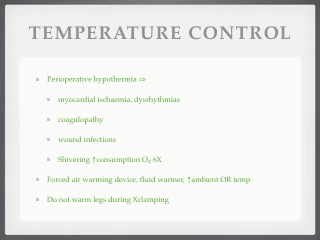 TEMPERATURE CONTROL
Perioperative hypothermia ⇒
myocardial ischaemia, dysrhythmias
coagulopathy
wound infections
Shivering ↑consumption O₂ 6X
Forced air warming device, fluid warmer, ↑ambient OR temp
Do not warm legs during Xclamping